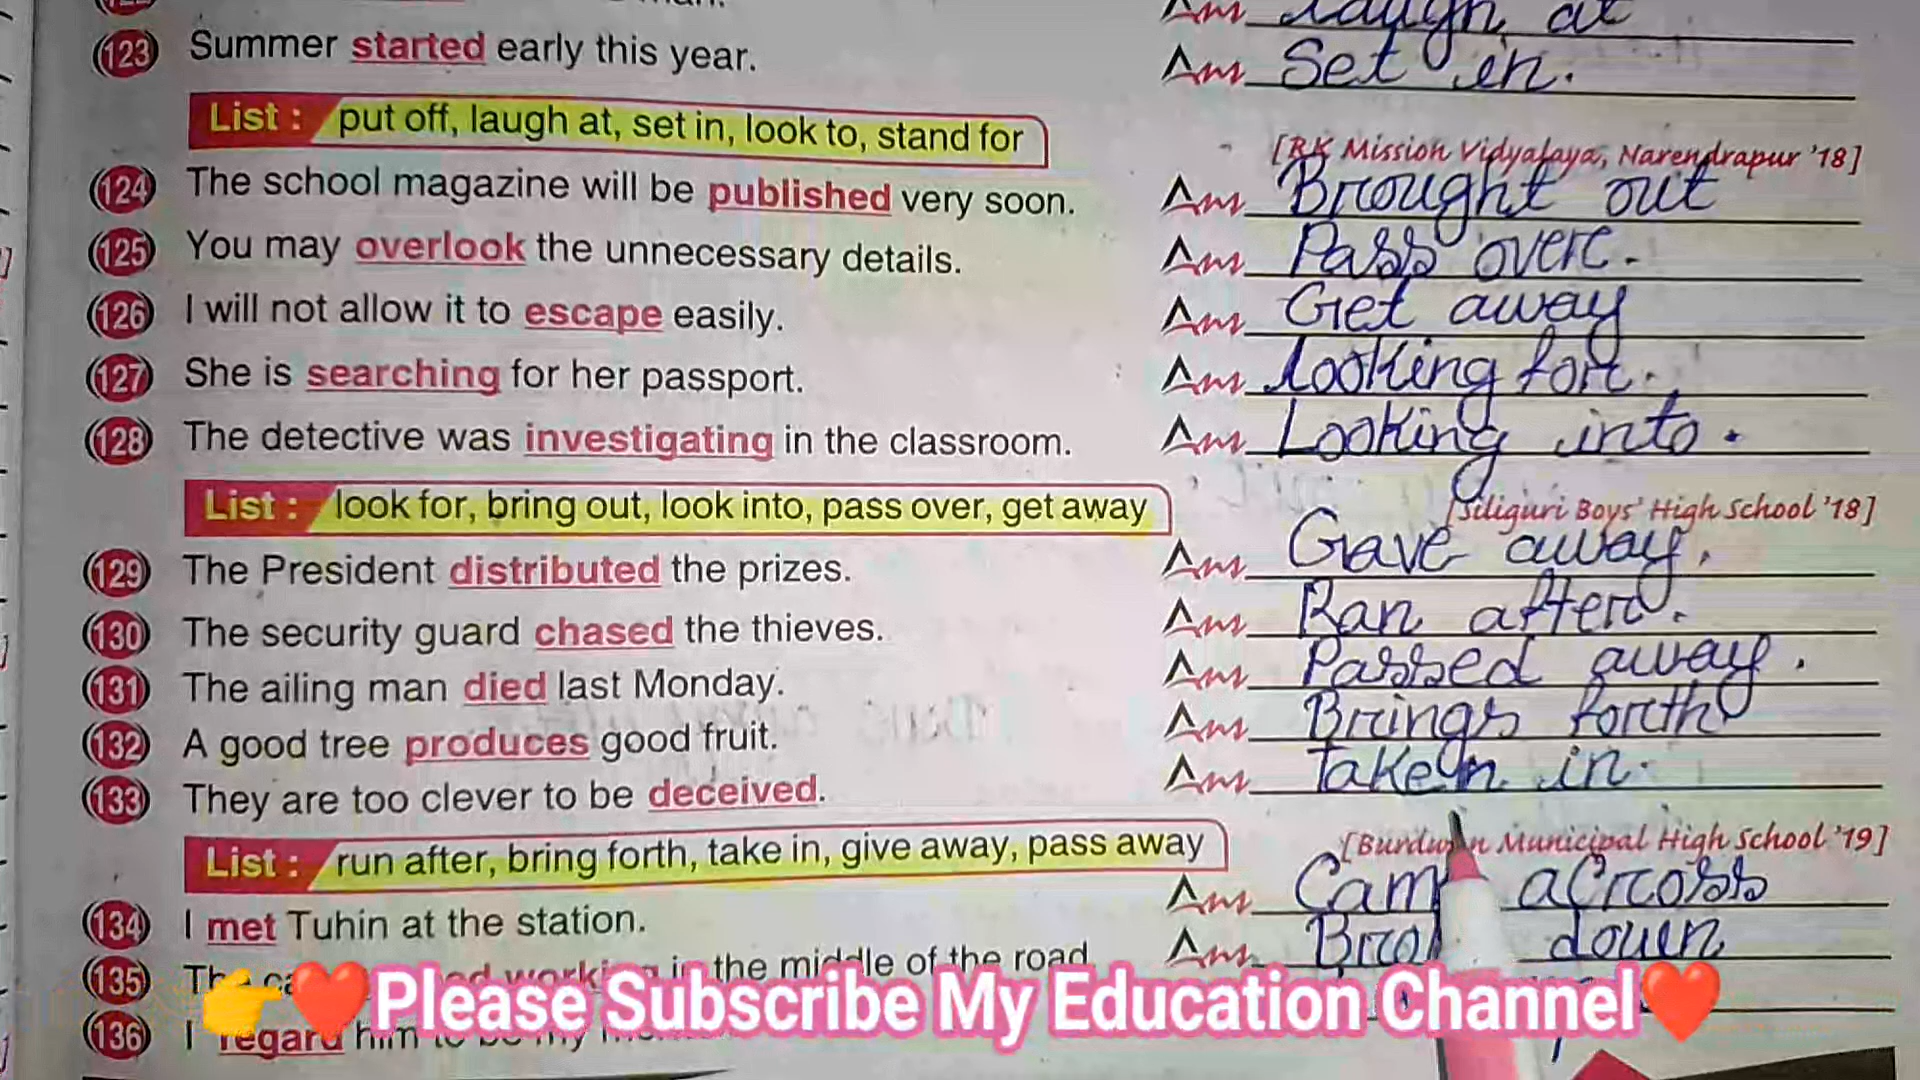 Ans laugh at
123 Summer started early this year. Ans Set in.
List : put off, laugh at, set in, look to, stand for
[RK Mission Vidyalaya, Narendrapur '18]
124 The school magazine will be published very soon. Ans Brought out
125 You may overlook the unnecessary details. Ans Pass over.
126 I will not allow it to escape easily. Ans Get away
127 She is searching for her passport. Ans Looking for.
128 The detective was investigating in the classroom. Ans Looking into.
List : look for, bring out, look into, pass over, get away
[Siliguri Boys' High School '18]
129 The President distributed the prizes. Ans Gave away.
130 The security guard chased the thieves. Ans Ran after.
131 The ailing man died last Monday. Ans Passed away.
132 A good tree produces good fruit. Ans Brings forth
133 They are too clever to be deceived. Ans taken in.
List : run after, bring forth, take in, give away, pass away
[Burdwan Municipal High School '19]
134 I met Tuhin at the station. Ans Came across
135 in the middle of the road Ans down
👉❤️Please Subscribe My Education Channel❤️
136 I regard him to be my